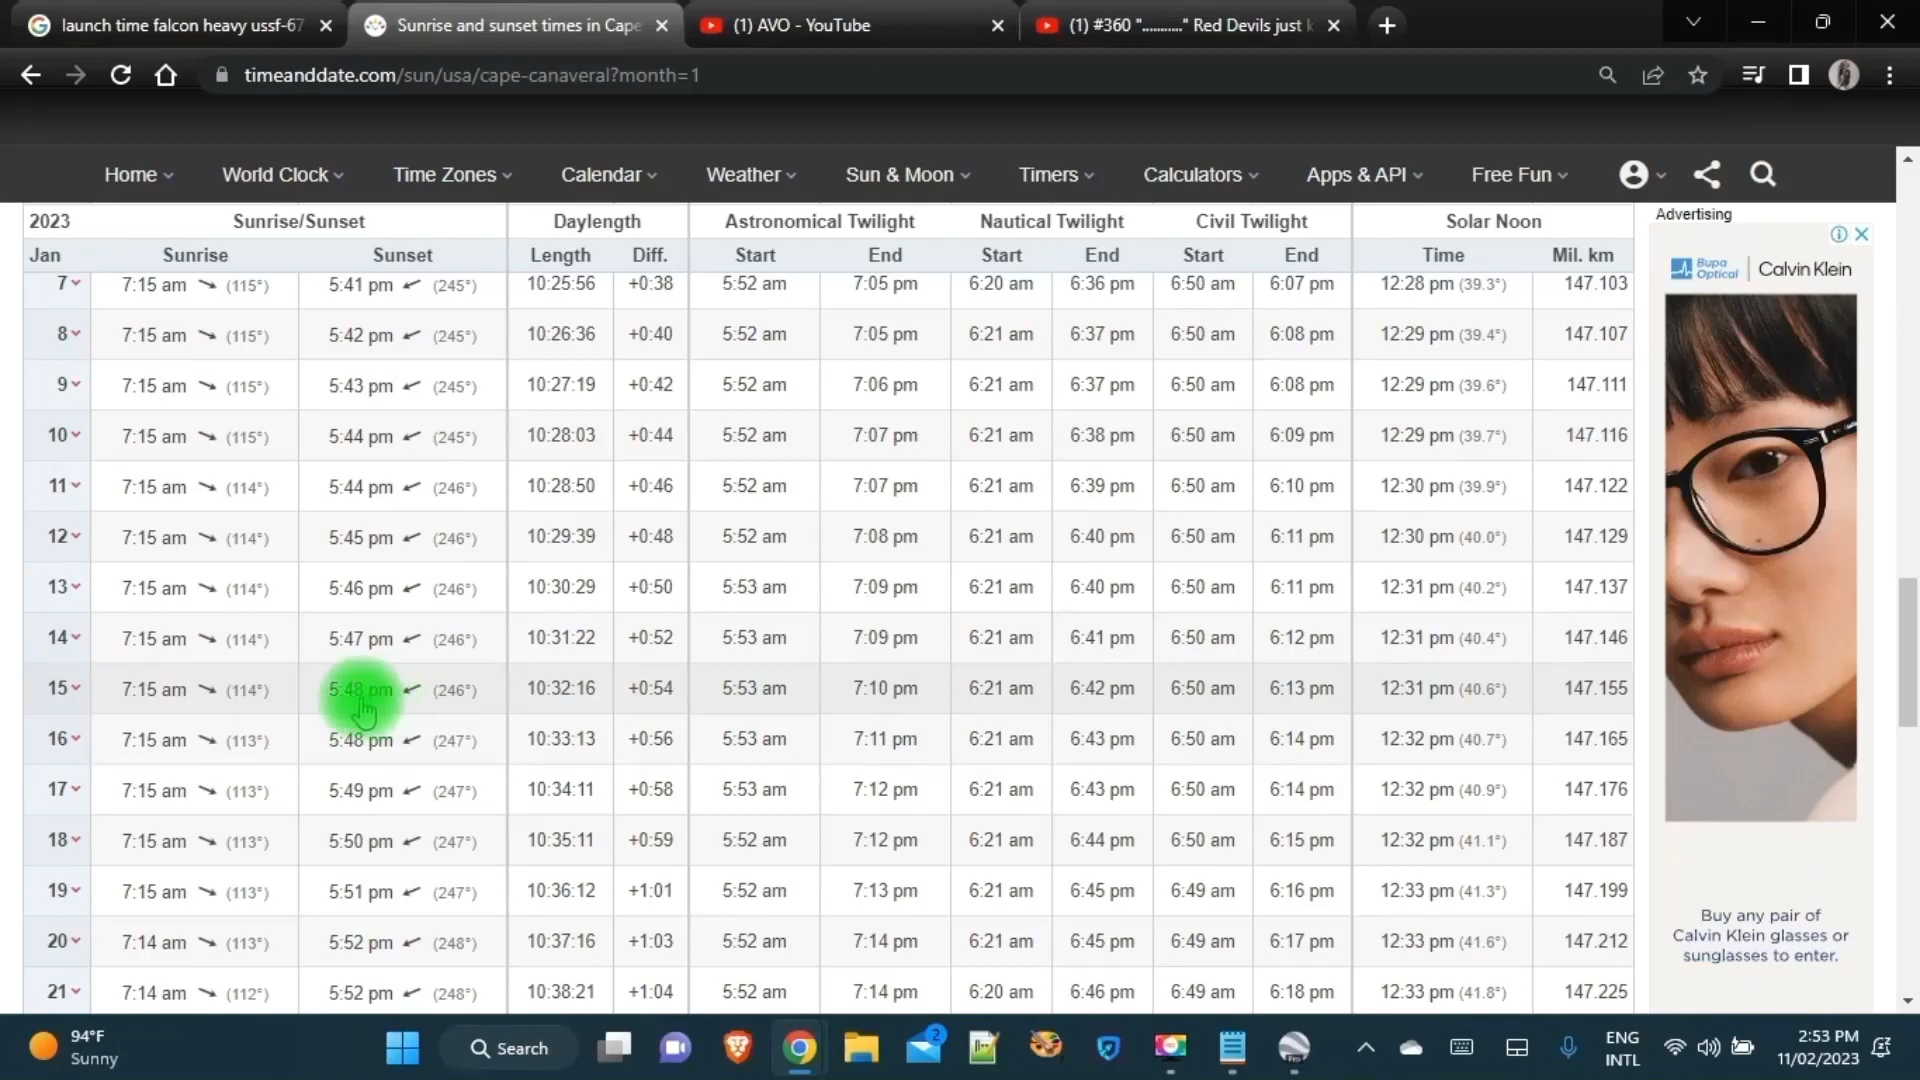 launch time falcon heavy ussf-67
Sunrise and sunset times in Cape
(1) AVO - YouTube
(1) #360 "..........." Red Devils just k
timeanddate.com/sun/usa/cape-canaveral?month=1
Home World Clock Time Zones Calendar Weather Sun & Moon Timers Calculators Apps & API Free Fun
2023 Sunrise/Sunset Daylength Astronomical Twilight Nautical Twilight Civil Twilight Solar Noon
Jan Sunrise Sunset Length Diff. Start End Start End Start End Time Mil. km
7 7:15 am (115°) 5:41 pm (245°) 10:25:56 +0:38 5:52 am 7:05 pm 6:20 am 6:36 pm 6:50 am 6:07 pm 12:28 pm (39.3°) 147.103
8 7:15 am (115°) 5:42 pm (245°) 10:26:36 +0:40 5:52 am 7:05 pm 6:21 am 6:37 pm 6:50 am 6:08 pm 12:29 pm (39.4°) 147.107
9 7:15 am (115°) 5:43 pm (245°) 10:27:19 +0:42 5:52 am 7:06 pm 6:21 am 6:37 pm 6:50 am 6:08 pm 12:29 pm (39.6°) 147.111
10 7:15 am (115°) 5:44 pm (245°) 10:28:03 +0:44 5:52 am 7:07 pm 6:21 am 6:38 pm 6:50 am 6:09 pm 12:29 pm (39.7°) 147.116
11 7:15 am (114°) 5:44 pm (246°) 10:28:50 +0:46 5:52 am 7:07 pm 6:21 am 6:39 pm 6:50 am 6:10 pm 12:30 pm (39.9°) 147.122
12 7:15 am (114°) 5:45 pm (246°) 10:29:39 +0:48 5:52 am 7:08 pm 6:21 am 6:40 pm 6:50 am 6:11 pm 12:30 pm (40.0°) 147.129
13 7:15 am (114°) 5:46 pm (246°) 10:30:29 +0:50 5:53 am 7:09 pm 6:21 am 6:40 pm 6:50 am 6:11 pm 12:31 pm (40.2°) 147.137
14 7:15 am (114°) 5:47 pm (246°) 10:31:22 +0:52 5:53 am 7:09 pm 6:21 am 6:41 pm 6:50 am 6:12 pm 12:31 pm (40.4°) 147.146
15 7:15 am (114°) 5:48 pm (246°) 10:32:16 +0:54 5:53 am 7:10 pm 6:21 am 6:42 pm 6:50 am 6:13 pm 12:31 pm (40.6°) 147.155
16 7:15 am (113°) 5:48 pm (247°) 10:33:13 +0:56 5:53 am 7:11 pm 6:21 am 6:43 pm 6:50 am 6:14 pm 12:32 pm (40.7°) 147.165
17 7:15 am (113°) 5:49 pm (247°) 10:34:11 +0:58 5:53 am 7:12 pm 6:21 am 6:43 pm 6:50 am 6:14 pm 12:32 pm (40.9°) 147.176
18 7:15 am (113°) 5:50 pm (247°) 10:35:11 +0:59 5:52 am 7:12 pm 6:21 am 6:44 pm 6:50 am 6:15 pm 12:32 pm (41.1°) 147.187
19 7:15 am (113°) 5:51 pm (247°) 10:36:12 +1:01 5:52 am 7:13 pm 6:21 am 6:45 pm 6:49 am 6:16 pm 12:33 pm (41.3°) 147.199
20 7:14 am (113°) 5:52 pm (248°) 10:37:16 +1:03 5:52 am 7:14 pm 6:21 am 6:45 pm 6:49 am 6:17 pm 12:33 pm (41.6°) 147.212
21 7:14 am (112°) 5:52 pm (248°) 10:38:21 +1:04 5:52 am 7:14 pm 6:20 am 6:46 pm 6:49 am 6:18 pm 12:33 pm (41.8°) 147.225
Advertising
Bupa
Optical
Calvin Klein
Buy any pair of
Calvin Klein glasses or
sunglasses to enter.
94°F
Sunny
Search
2
ENG
INTL
2:53 PM
11/02/2023